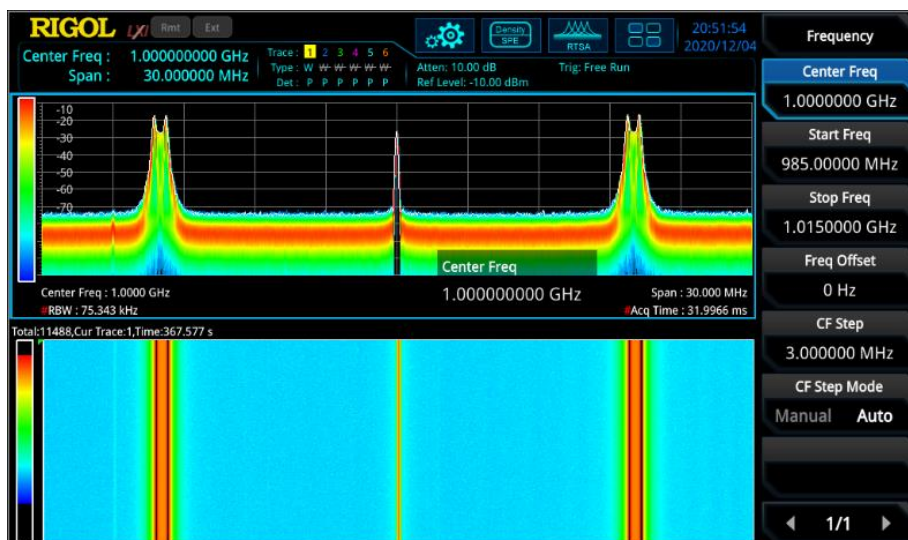 RIGOL LXI Rmt Ext
Density
SPE
RTSA
20:51:54
2020/12/04
Center Freq : 1.000000000 GHz
Span : 30.000000 MHz
Trace : 1 2 3 4 5 6
Type : W W W W W W
Det : P P P P P P
Atten: 10.00 dB
Trig: Free Run
Ref Level: -10.00 dBm
-10
-20
-30
-40
-50
-60
-70
Center Freq
1.000000000 GHz
Center Freq : 1.0000 GHz
Span : 30.000 MHz
#RBW : 75.343 kHz
#Acq Time : 31.9966 ms
Total:11488,Cur Trace:1,Time:367.577 s
Frequency
Center Freq
1.0000000 GHz
Start Freq
985.00000 MHz
Stop Freq
1.0150000 GHz
Freq Offset
0 Hz
CF Step
3.000000 MHz
CF Step Mode
Manual Auto
1/1